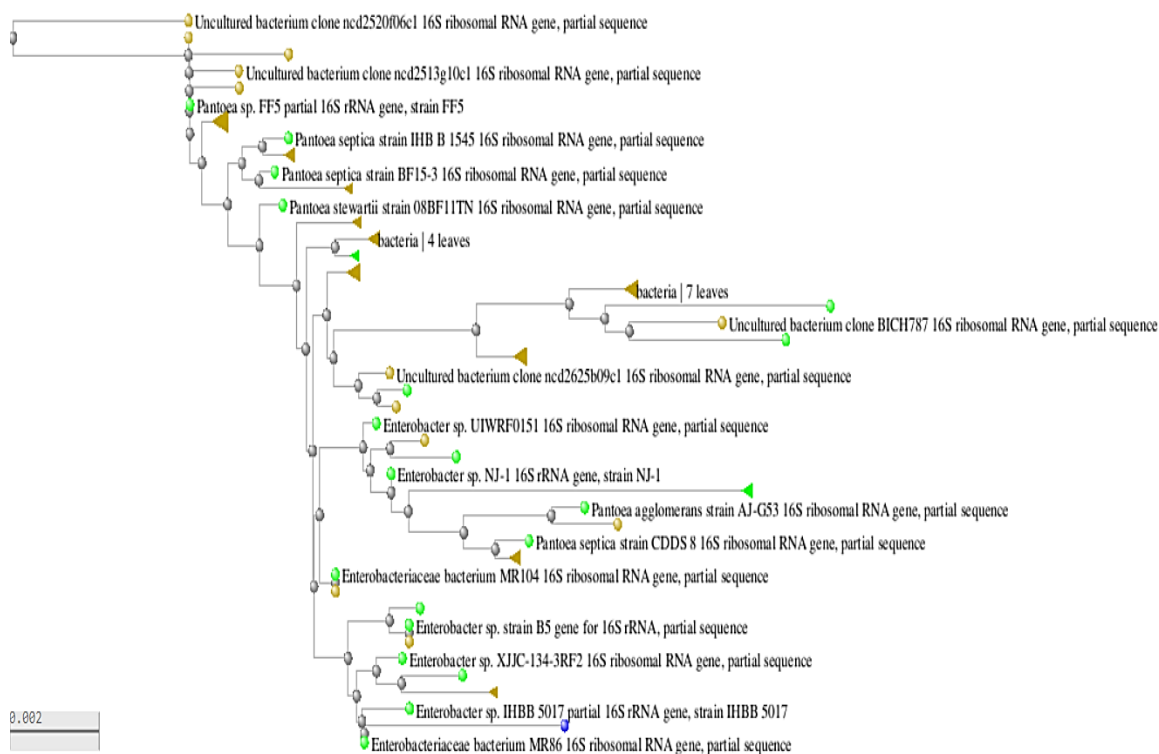 Uncultured bacterium clone ncd2520f06c1 16S ribosomal RNA gene, partial sequence
Uncultured bacterium clone ncd2513g10c1 16S ribosomal RNA gene, partial sequence
Pantoea sp. FF5 partial 16S rRNA gene, strain FF5
Pantoea septica strain IHB B 1545 16S ribosomal RNA gene, partial sequence
Pantoea septica strain BF15-3 16S ribosomal RNA gene, partial sequence
Pantoea stewartii strain 08BF11TN 16S ribosomal RNA gene, partial sequence
bacteria | 4 leaves
bacteria | 7 leaves
Uncultured bacterium clone BICH787 16S ribosomal RNA gene, partial sequence
Uncultured bacterium clone ncd2625b09c1 16S ribosomal RNA gene, partial sequence
Enterobacter sp. UIWRF0151 16S ribosomal RNA gene, partial sequence
Enterobacter sp. NJ-1 16S rRNA gene, strain NJ-1
Pantoea agglomerans strain AJ-G53 16S ribosomal RNA gene, partial sequence
Pantoea septica strain CDDS 8 16S ribosomal RNA gene, partial sequence
Enterobacteriaceae bacterium MR104 16S ribosomal RNA gene, partial sequence
Enterobacter sp. strain B5 gene for 16S rRNA, partial sequence
Enterobacter sp. XJJC-134-3RF2 16S ribosomal RNA gene, partial sequence
Enterobacter sp. IHBB 5017 partial 16S rRNA gene, strain IHBB 5017
0.002
Enterobacteriaceae bacterium MR86 16S ribosomal RNA gene, partial sequence